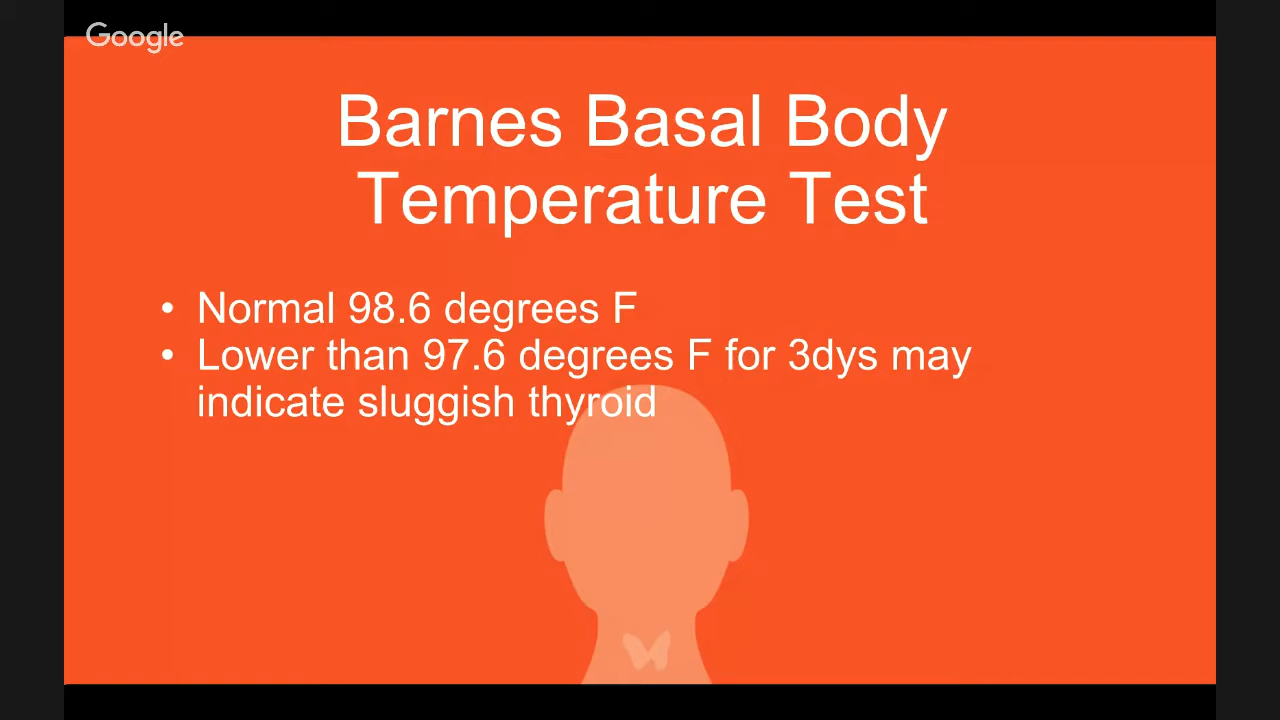 Google
Barnes Basal Body
Temperature Test
• Normal 98.6 degrees F
• Lower than 97.6 degrees F for 3dys may
indicate sluggish thyroid